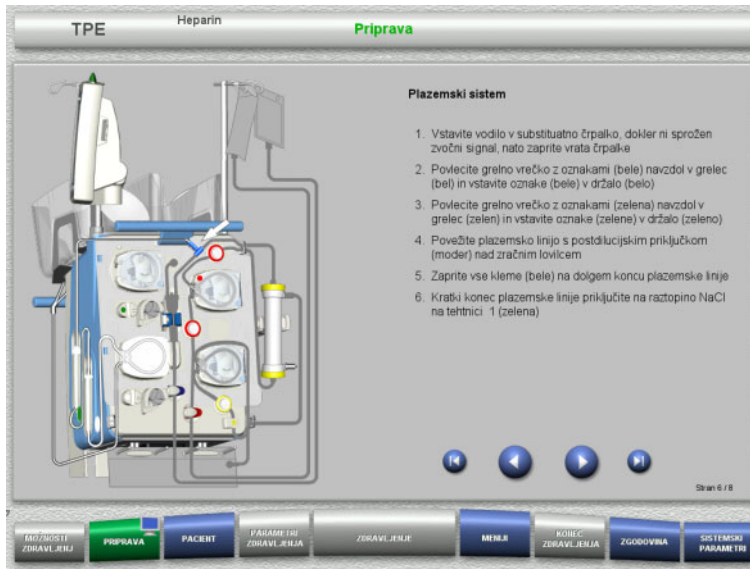 TPE
Heparin
Priprava
Plazemski sistem
1. Vstavite vodilo v substituatno črpalko, dokler ni sprožen
zvočni signal, nato zaprite vrata črpalke
2. Povlecite grelno vrečko z oznakami (bele) navzdol v grelec
(bel) in vstavite oznake (bele) v držalo (belo)
3. Povlecite grelno vrečko z oznakami (zelena) navzdol v
grelec (zelen) in vstavite oznake (zelene) v držalo (zeleno)
4. Povežite plazemsko linijo s postdilucijskim priključkom
(moder) nad zračnim lovilcem
5. Zaprite vse kleme (bele) na dolgem koncu plazemske linije
6. Kratki konec plazemske linije priključite na raztopino NaCl
na tehtnici 1 (zelena)
Stran 6 / 8
MOŽNOSTI
ZDRAVLJENJ
PRIPRAVA
PACIENT
PARAMETRI
ZDRAVLJENJA
ZDRAVLJENJE
MENIJI
KONEC
ZDRAVLJENJA
ZGODOVINA
SISTEMSKI
PARAMETRI